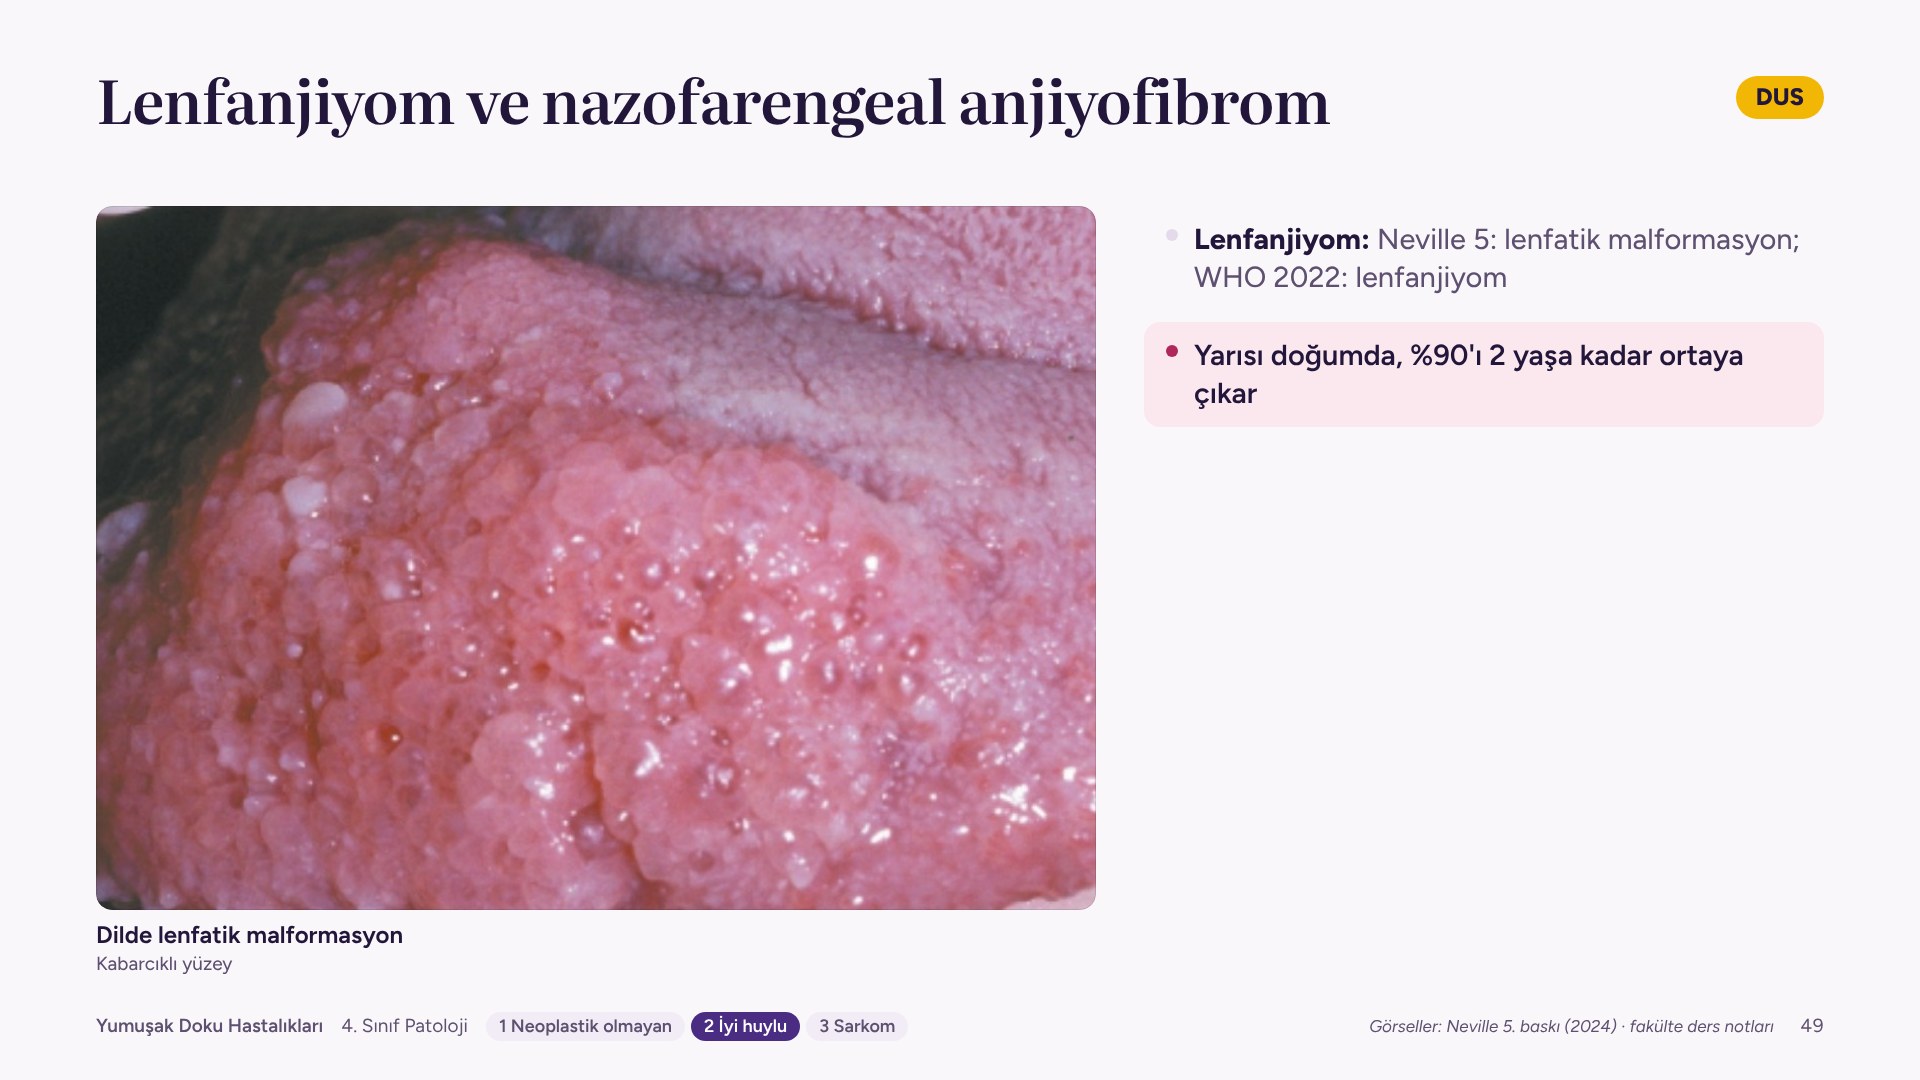 Lenfanjiyom ve nazofarengeal anjiyofibrom
DUS
Lenfanjiyom: Neville 5: lenfatik malformasyon;
WHO 2022: lenfanjiyom
Yarısı doğumda, %90'ı 2 yaşa kadar ortaya
çıkar
Dilde lenfatik malformasyon
Kabarcıklı yüzey
Yumuşak Doku Hastalıkları 4. Sınıf Patoloji 1 Neoplastik olmayan 2 İyi huylu 3 Sarkom
Görseller: Neville 5. baskı (2024) · fakülte ders notları 49